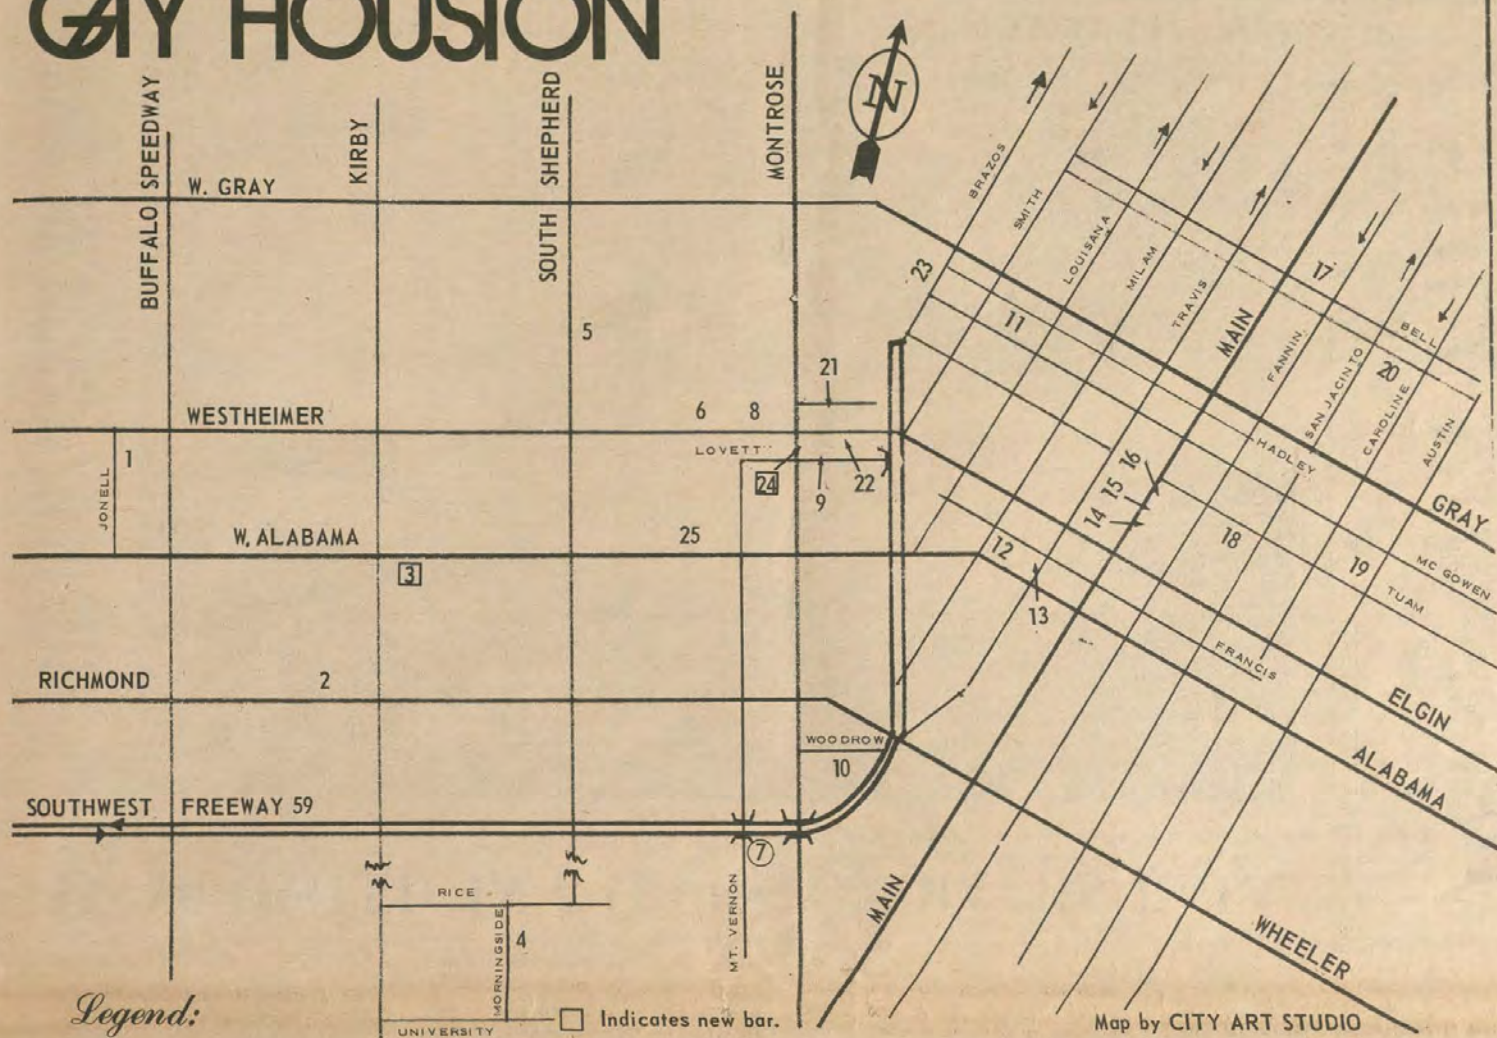 GAY HOUSTON
BUFFALO SPEEDWAY
KIRBY
SOUTH SHEPHERD
MONTROSE
N
BRAZOS
SMITH
LOUISANA
MILAM
TRAVIS
MAIN
FANNIN
SAN JACINTO
CAROLINE
AUSTIN
BELL
W. GRAY
17
23
11
5
20
21
WESTHEIMER
6
8
LOVETT
HADLEY
JONELL
1
24
9
22
14
15
16
GRAY
W. ALABAMA
25
18
12
19
MC GOWEN
3
TUAM
13
FRANCIS
RICHMOND
2
ELGIN
WOODROW
10
ALABAMA
SOUTHWEST FREEWAY 59
7
MT. VERNON
RICE
MORNINGSIDE
4
MAIN
WHEELER
Legend:
UNIVERSITY
Indicates new bar.
Map by CITY ART STUDIO